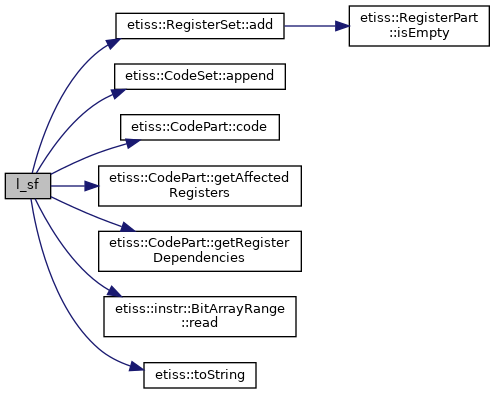 l_sf
etiss::RegisterSet::add
etiss::RegisterPart
::isEmpty
etiss::CodeSet::append
etiss::CodePart::code
etiss::CodePart::getAffected
Registers
etiss::CodePart::getRegister
Dependencies
etiss::instr::BitArrayRange
::read
etiss::toString